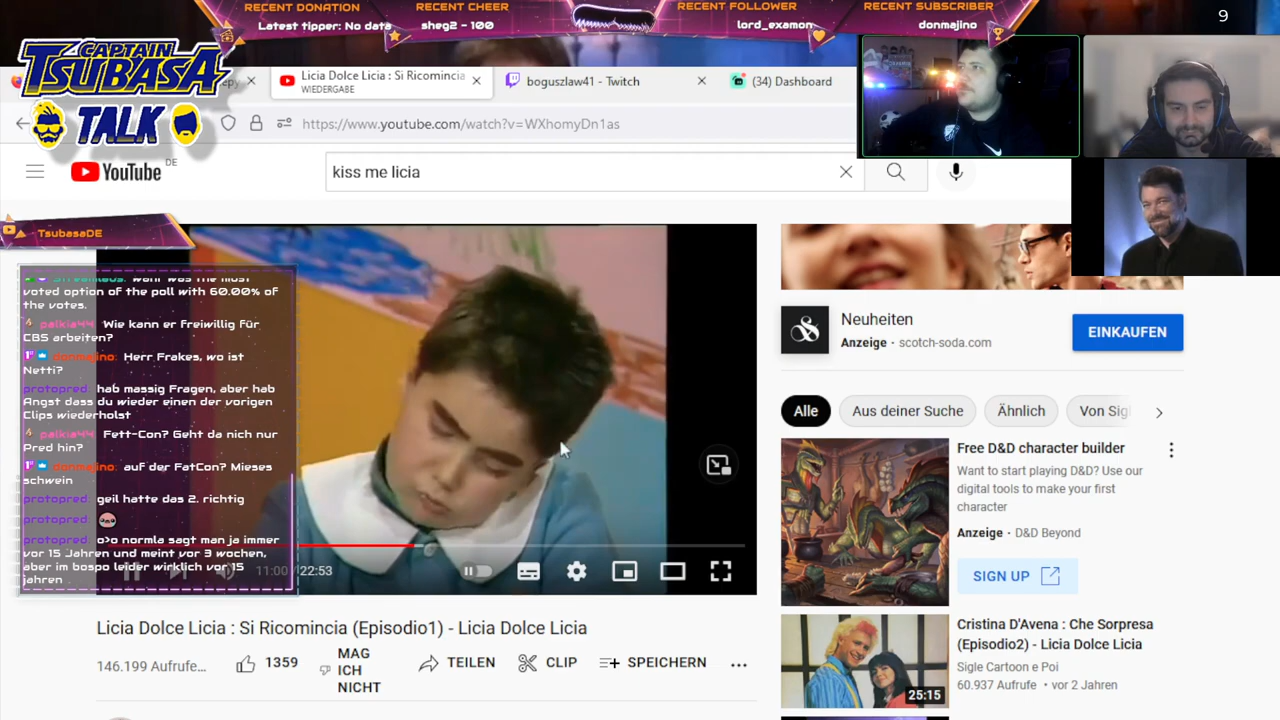 RECENT DONATION
Latest tipper: No data
RECENT CHEER
sheg2 - 100
RECENT FOLLOWER
lord_examon
RECENT SUBSCRIBER
donmajino
9
CAPTAIN
TSUBASA
TALK
Licia Dolce Licia : Si Ricomincia
WIEDERGABE
boguszlaw41 - Twitch
(34) Dashboard
https://www.youtube.com/watch?v=WXhomyDn1as
YouTube DE
kiss me licia
TsubasaDE
voted option of the poll with 60.00% of
the votes.
palkia44 Wie kann er Freiwillig für
CBS arbeiten?
donmajino: Herr Frakes, wo ist
Netti?
protopred: hab massig Fragen, aber hab
Angst dass du wieder einen der vorigen
Clips wiederholst
palkia44 Fett-Con? Geht da nich nur
Pred hin?
donmajino: auf der FatCon? Mieses
schwein
protopred: geil hatte das 2. richtig
protopred:
protopred: o>o normla sagt man ja immer
vor 15 Jahren und meint vor 3 wochen,
aber im bospo leider wirklich vor 15
jahren
11:00 / 22:53
Licia Dolce Licia : Si Ricomincia (Episodio1) - Licia Dolce Licia
146.199 Aufrufe...
1359
MAG
ICH
NICHT
TEILEN
CLIP
SPEICHERN
Neuheiten
Anzeige • scotch-soda.com
EINKAUFEN
Alle
Aus deiner Suche
Ähnlich
Von Sig
Free D&D character builder
Want to start playing D&D? Use our
digital tools to make your first
character
Anzeige • D&D Beyond
SIGN UP
25:15
Cristina D'Avena : Che Sorpresa
(Episodio2) - Licia Dolce Licia
Sigle Cartoon e Poi
60.937 Aufrufe • vor 2 Jahren